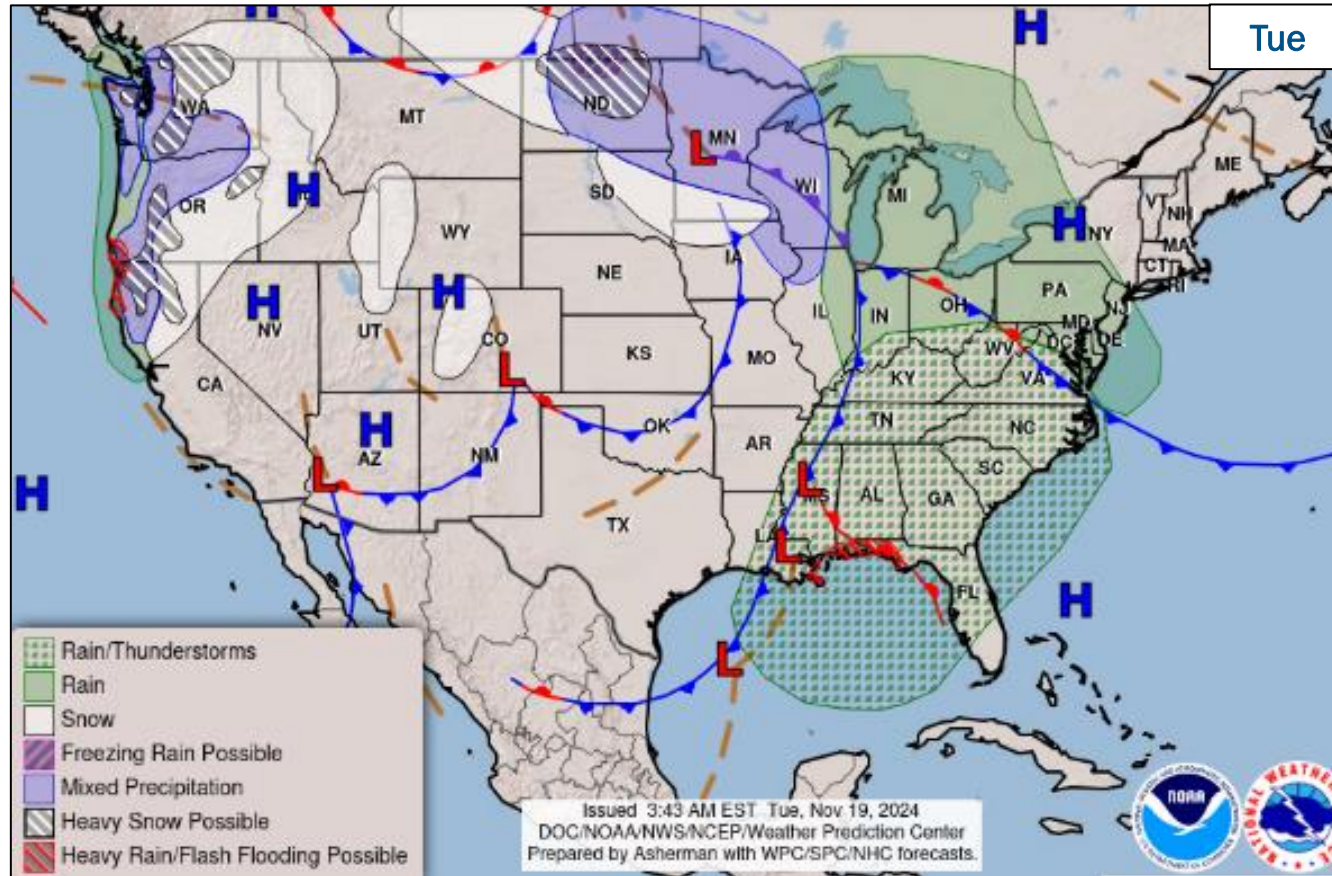 Tue
H
H
WA
MT
ND
MN
L
ME
H
OR
SD
WI
MI
VT
NH
H
NY
MA
CT
RI
WY
IA
H
NV
H
NE
IL
IN
OH
PA
NJ
MD
DE
DC
UT
CO
L
KS
MO
WV
VA
KY
CA
H
AZ
NM
OK
AR
TN
NC
SC
L
L
MS
AL
GA
H
TX
LA
L
FL
H
L
Rain/Thunderstorms
Rain
Snow
Freezing Rain Possible
Mixed Precipitation
Heavy Snow Possible
Heavy Rain/Flash Flooding Possible
Issued 3:43 AM EST Tue, Nov 19, 2024
DOC/NOAA/NWS/NCEP/Weather Prediction Center
Prepared by Asherman with WPC/SPC/NHC forecasts.
NOAA
NATIONAL WEATHER